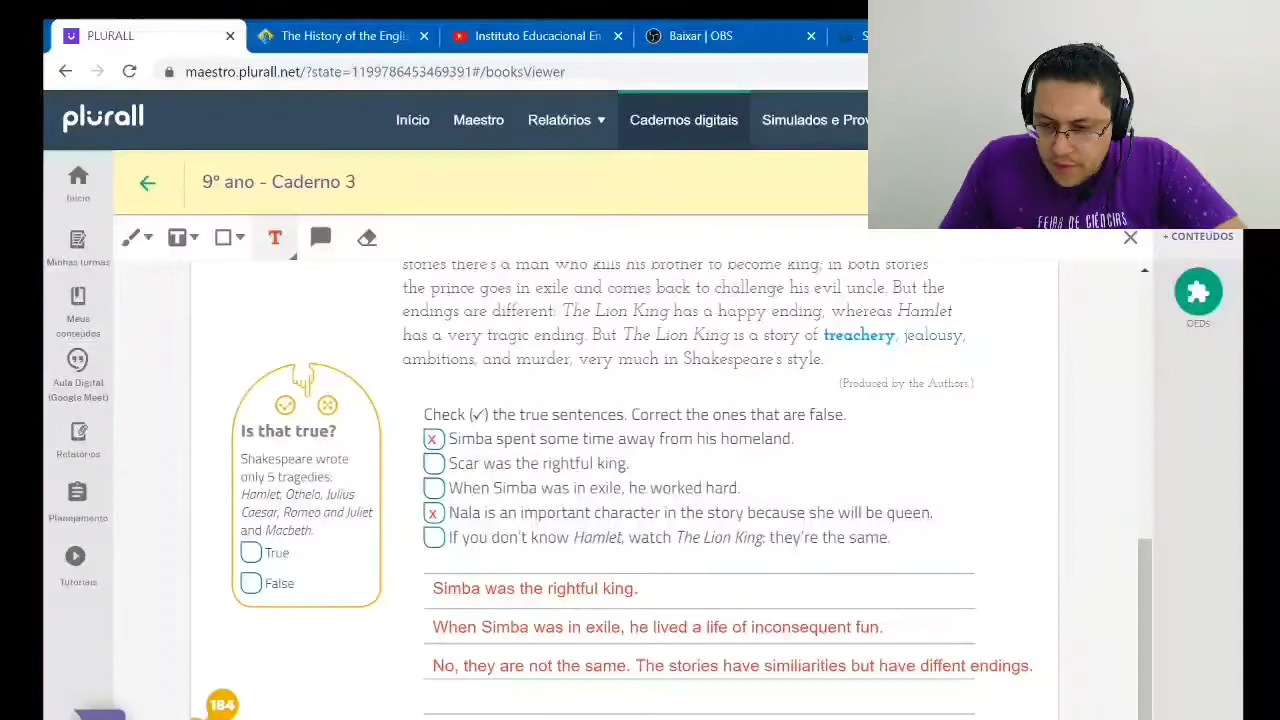 PLURALL
The History of the Englis
Instituto Educacional En
Baixar | OBS
maestro.plurall.net/?state=1199786453469391#/booksViewer
plurall
Início
Maestro
Relatórios
Cadernos digitais
Simulados e Prov
9º ano - Caderno 3
FEIRA DE CIÊNCIAS
+ CONTEÚDOS
OEDS
Início
Minhas turmas
Meus
conteúdos
Aula Digital
(Google Meet)
Relatórios
Planejamento
Tutoriais
stories there's a man who kills his brother to become king; in both stories
the prince goes in exile and comes back to challenge his evil uncle. But the
endings are different: The Lion King has a happy ending, whereas Hamlet
has a very tragic ending. But The Lion King is a story of treachery, jealousy,
ambitions, and murder, very much in Shakespeare's style.
(Produced by the Authors.)
Is that true?
Shakespeare wrote
only 5 tragedies:
Hamlet, Othelo, Julius
Caesar, Romeo and Juliet
and Macbeth.
True
False
Check (✓) the true sentences. Correct the ones that are false.
x Simba spent some time away from his homeland.
Scar was the rightful king.
When Simba was in exile, he worked hard.
x Nala is an important character in the story because she will be queen.
If you don't know Hamlet, watch The Lion King: they're the same.
Simba was the rightful king.
When Simba was in exile, he lived a life of inconsequent fun.
No, they are not the same. The stories have similiarities but have diffent endings.
184